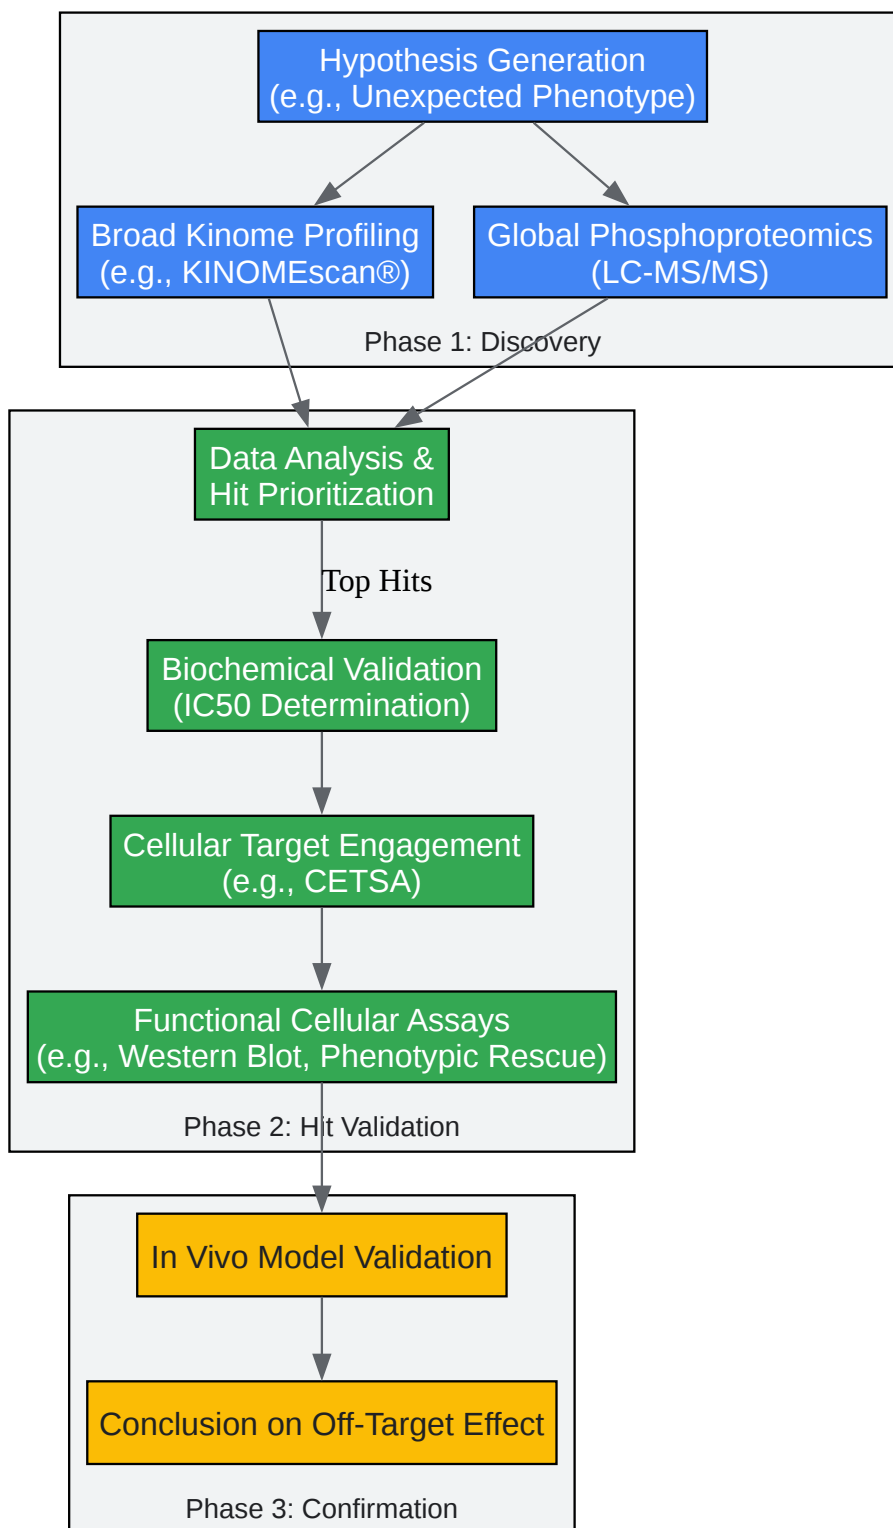 Hypothesis Generation
(e.g., Unexpected Phenotype)
Broad Kinome Profiling
(e.g., KINOMEscan®)
Global Phosphoproteomics
(LC-MS/MS)
Phase 1: Discovery
Data Analysis &
Hit Prioritization
Top Hits
Biochemical Validation
(IC50 Determination)
Cellular Target Engagement
(e.g., CETSA)
Functional Cellular Assays
(e.g., Western Blot, Phenotypic Rescue)
Phase 2: Hit Validation
In Vivo Model Validation
Conclusion on Off-Target Effect
Phase 3: Confirmation